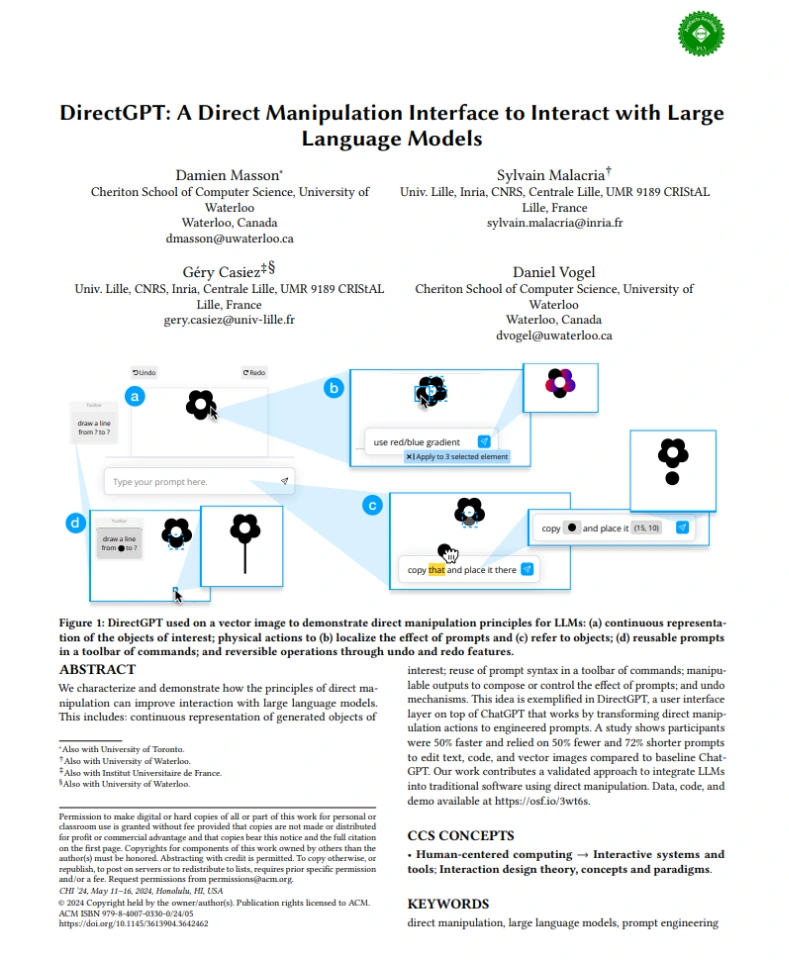 DirectGPT: A Direct Manipulation Interface to Interact with Large
Language Models
Damien Masson*
Cheriton School of Computer Science, University of
Waterloo
Waterloo, Canada
dmasson@uwaterloo.ca
Sylvain Malacria†
Univ. Lille, Inria, CNRS, Centrale Lille, UMR 9189 CRIStAL
Lille, France
sylvain.malacria@inria.fr
Géry Casiez‡§
Univ. Lille, CNRS, Inria, Centrale Lille, UMR 9189 CRIStAL
Lille, France
gery.casiez@univ-lille.fr
Daniel Vogel
Cheriton School of Computer Science, University of
Waterloo
Waterloo, Canada
dvogel@uwaterloo.ca
Undo
Redo
a
Toolbar
draw a line
from ? to ?
Type your prompt here.
b
use red/blue gradient
Apply to 3 selected element
c
copy that and place it there
copy and place it (15, 10)
d
Toolbar
draw a line
from to ?
Figure 1: DirectGPT used on a vector image to demonstrate direct manipulation principles for LLMs: (a) continuous representa-
tion of the objects of interest; physical actions to (b) localize the effect of prompts and (c) refer to objects; (d) reusable prompts
in a toolbar of commands; and reversible operations through undo and redo features.
ABSTRACT
We characterize and demonstrate how the principles of direct ma-
nipulation can improve interaction with large language models.
This includes: continuous representation of generated objects of
*Also with University of Toronto.
†Also with University of Waterloo.
‡Also with Institut Universitaire de France.
§Also with University of Waterloo.
Permission to make digital or hard copies of all or part of this work for personal or
classroom use is granted without fee provided that copies are not made or distributed
for profit or commercial advantage and that copies bear this notice and the full citation
on the first page. Copyrights for components of this work owned by others than the
author(s) must be honored. Abstracting with credit is permitted. To copy otherwise, or
republish, to post on servers or to redistribute to lists, requires prior specific permission
and/or a fee. Request permissions from permissions@acm.org.
CHI '24, May 11–16, 2024, Honolulu, HI, USA
© 2024 Copyright held by the owner/author(s). Publication rights licensed to ACM.
ACM ISBN 979-8-4007-0330-0/24/05
https://doi.org/10.1145/3613904.3642462
interest; reuse of prompt syntax in a toolbar of commands; manipu-
lable outputs to compose or control the effect of prompts; and undo
mechanisms. This idea is exemplified in DirectGPT, a user interface
layer on top of ChatGPT that works by transforming direct manip-
ulation actions to engineered prompts. A study shows participants
were 50% faster and relied on 50% fewer and 72% shorter prompts
to edit text, code, and vector images compared to baseline Chat-
GPT. Our work contributes a validated approach to integrate LLMs
into traditional software using direct manipulation. Data, code, and
demo available at https://osf.io/3wt6s.
CCS CONCEPTS
• Human-centered computing → Interactive systems and
tools; Interaction design theory, concepts and paradigms.
KEYWORDS
direct manipulation, large language models, prompt engineering